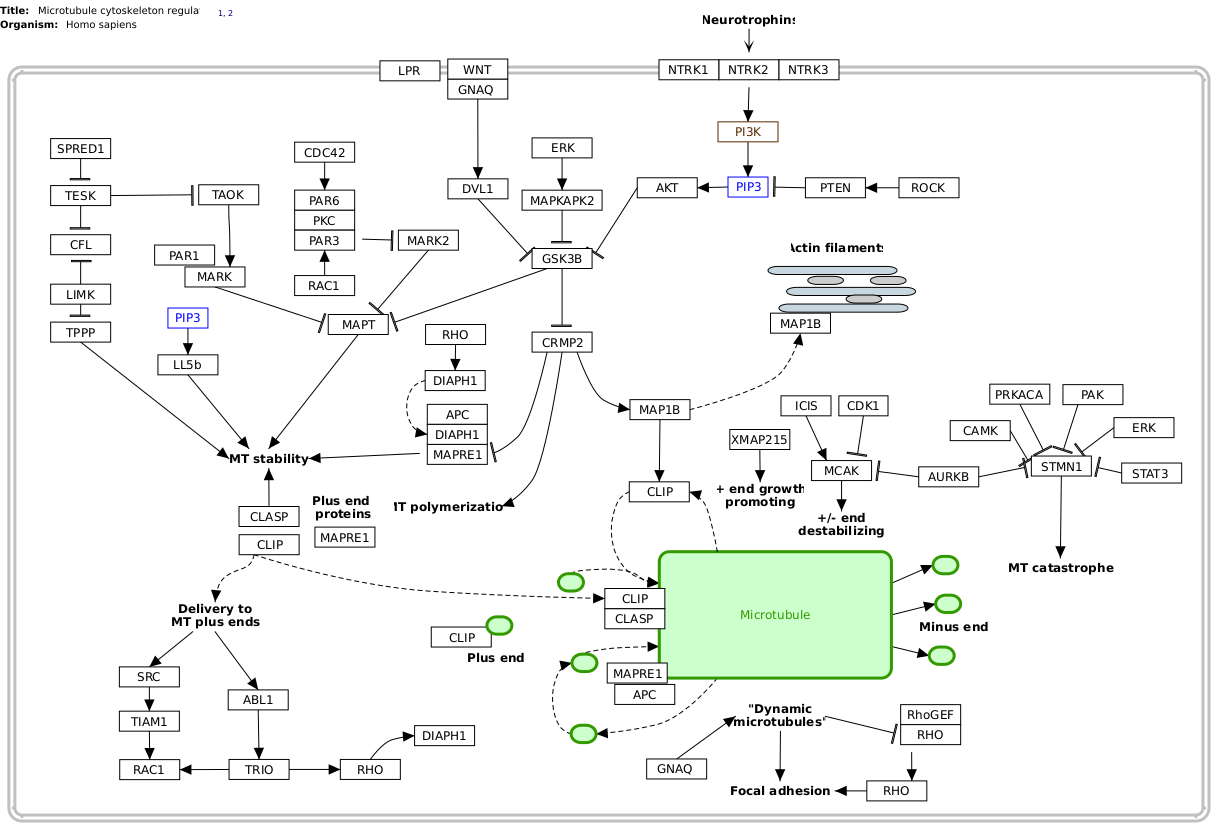 Title: Microtubule cytoskeleton regula 1, 2
Organism: Homo sapiens
Neurotrophins
LPR
WNT
GNAQ
NTRK1 NTRK2 NTRK3
PI3K
SPRED1
CDC42
ERK
TESK
TAOK
PAR6
PKC
PAR3
DVL1
MAPKAPK2
AKT
PIP3
PTEN
ROCK
CFL
PAR1
MARK
MARK2
GSK3B
Actin filaments
LIMK
RAC1
PIP3
MAPT
MAP1B
TPPP
RHO
CRMP2
LL5b
DIAPH1
APC
DIAPH1
MAPRE1
MAP1B
ICIS
CDK1
PRKACA
PAK
CAMK
ERK
XMAP215
MT stability
MCAK
AURKB
STMN1
STAT3
CLIP
+ end growth
promoting
Plus end
proteins
MT polymerizatio
CLASP
+/- end
destabilizing
MAPRE1
CLIP
MT catastrophe
Delivery to
MT plus ends
CLIP
CLASP
Microtubule
Minus end
CLIP
Plus end
MAPRE1
APC
SRC
ABL1
TIAM1
"Dynamic
microtubules"
RhoGEF
RHO
DIAPH1
RAC1
TRIO
RHO
GNAQ
Focal adhesion
RHO